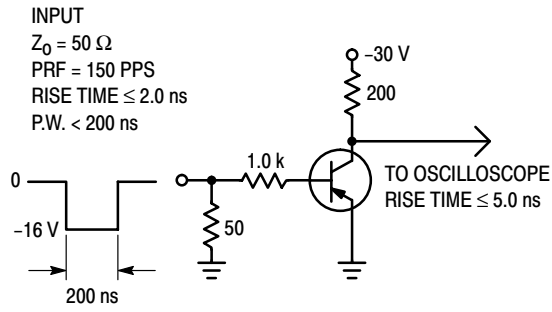 INPUT
Zo = 50 Ω
PRF = 150 PPS
RISE TIME ≤ 2.0 ns
P.W. < 200 ns
–30 V
200
1.0 k
TO OSCILLOSCOPE
RISE TIME ≤ 5.0 ns
0
–16 V
50
200 ns